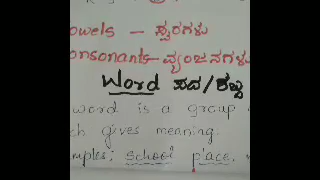 owels - ಸ್ವರಗಳು
onsonants - ವ್ಯಂಜನಗಳು
Word ಪದ/ಶಬ್ದ
word is a group
ch gives meaning.
mples: school place,